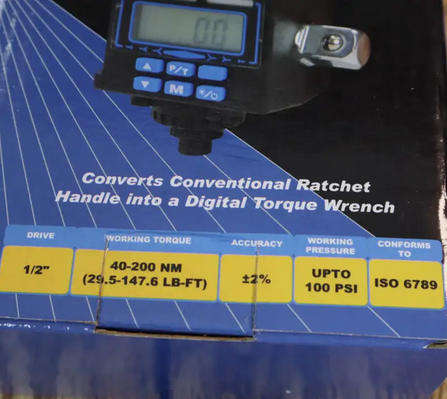 0.0
P/T
M
Converts Conventional Ratchet
Handle into a Digital Torque Wrench
DRIVE
1/2"
WORKING TORQUE
40-200 NM
(29.5-147.6 LB-FT)
ACCURACY
±2%
WORKING
PRESSURE
UPTO
100 PSI
CONFORMS
TO
ISO 6789